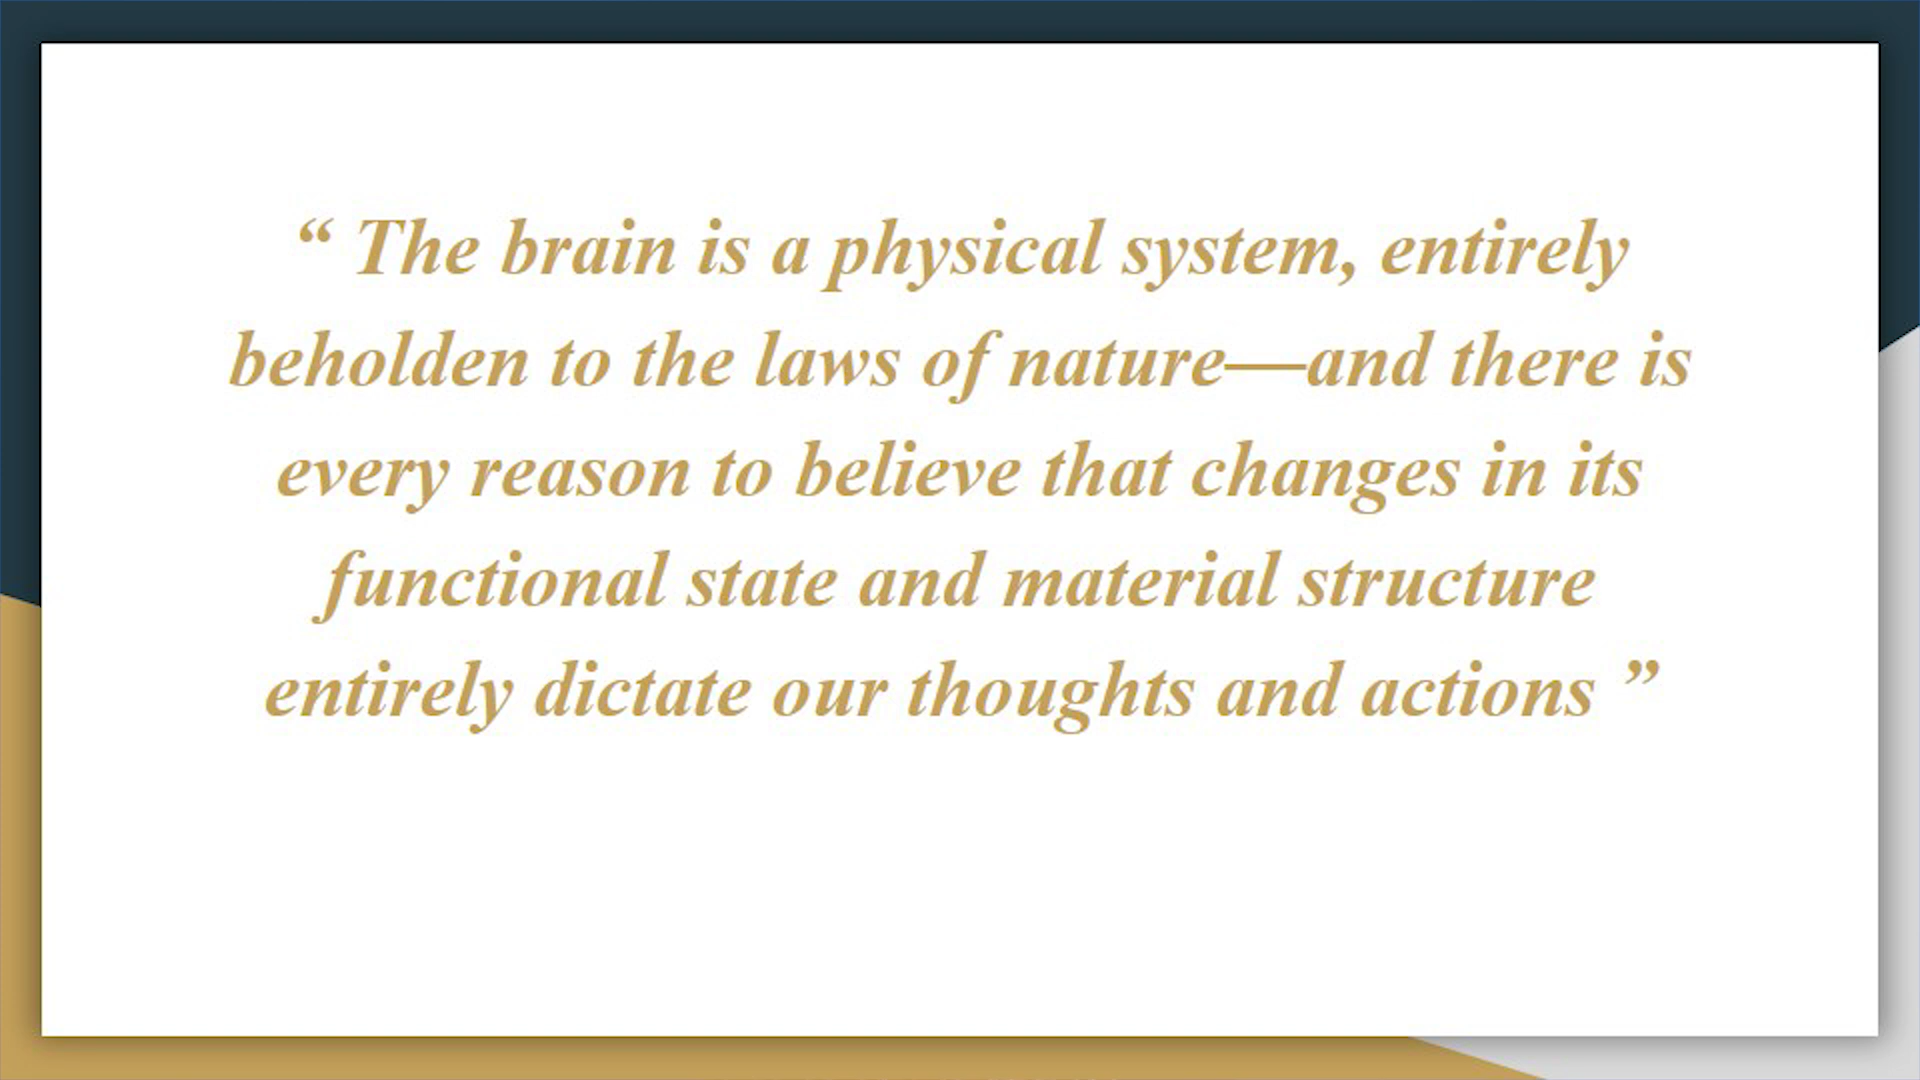 “ The brain is a physical system, entirely
beholden to the laws of nature—and there is
every reason to believe that changes in its
functional state and material structure
entirely dictate our thoughts and actions ”